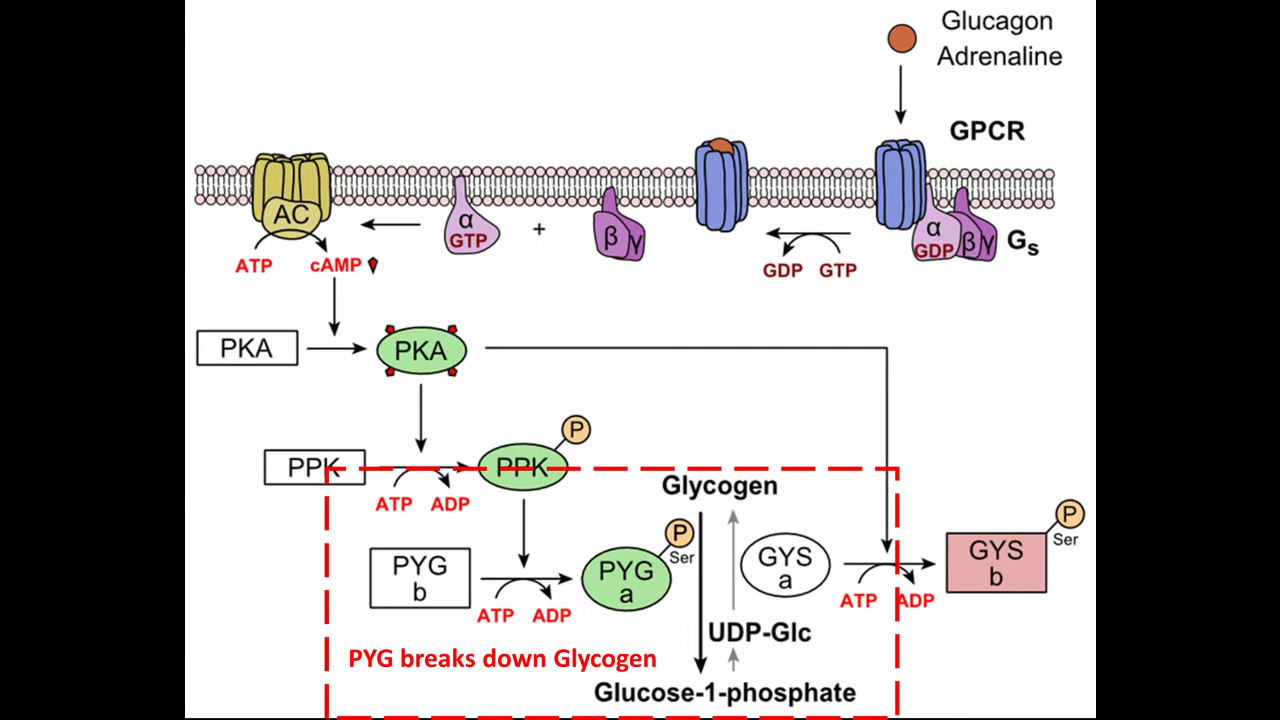 Glucagon
Adrenaline
GPCR
AC
α
GTP
+
β
γ
α
GDP
β
γ
Gs
ATP
cAMP
GDP
GTP
PKA
PKA
P
PPK
PPK
ATP
ADP
Glycogen
P
Ser
P
Ser
PYG
b
PYG
a
GYS
a
GYS
b
ATP
ADP
ATP
ADP
UDP-Glc
PYG breaks down Glycogen
Glucose-1-phosphate